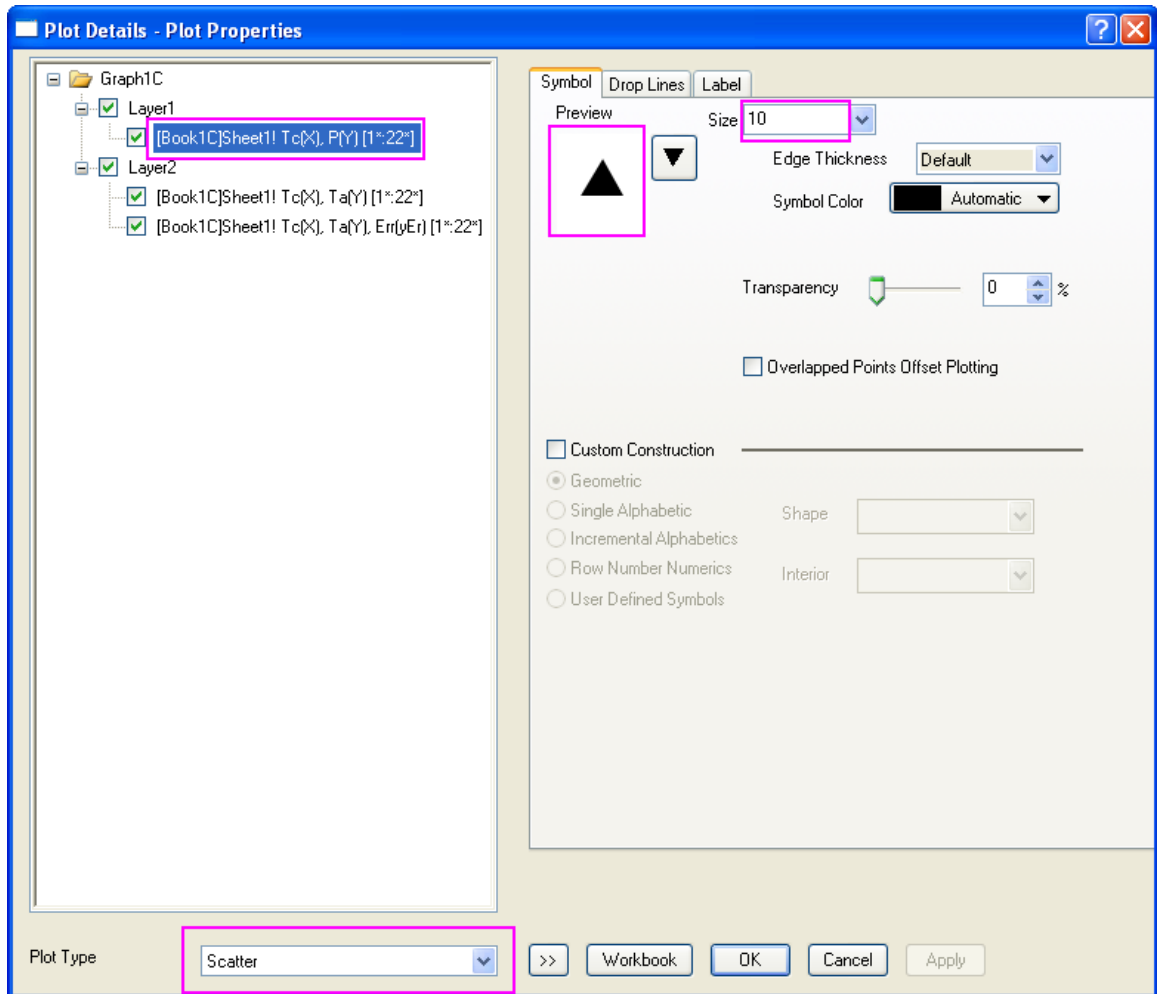 Plot Details - Plot Properties
Graph1C
Layer1
[Book1C]Sheet1! Tc(X), P(Y) [1*:22*]
Layer2
[Book1C]Sheet1! Tc(X), Ta(Y) [1*:22*]
[Book1C]Sheet1! Tc(X), Ta(Y), Err(yEr) [1*:22*]
Symbol Drop Lines Label
Preview
Size 10
Edge Thickness Default
Symbol Color Automatic
Transparency 0 %
Overlapped Points Offset Plotting
Custom Construction
Geometric
Single Alphabetic
Shape
Incremental Alphabetics
Row Number Numerics
Interior
User Defined Symbols
Plot Type Scatter >> Workbook OK Cancel Apply